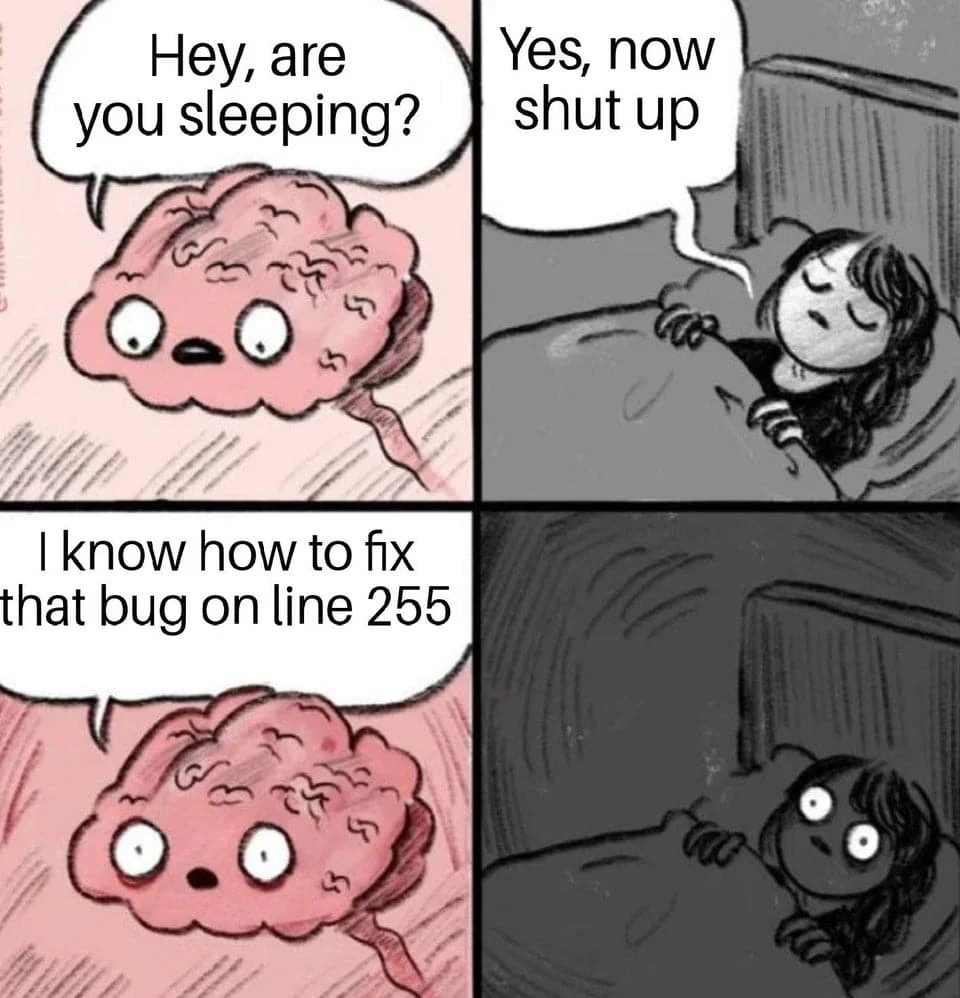 Hey, are
you sleeping?
Yes, now
shut up
I know how to fix
that bug on line 255